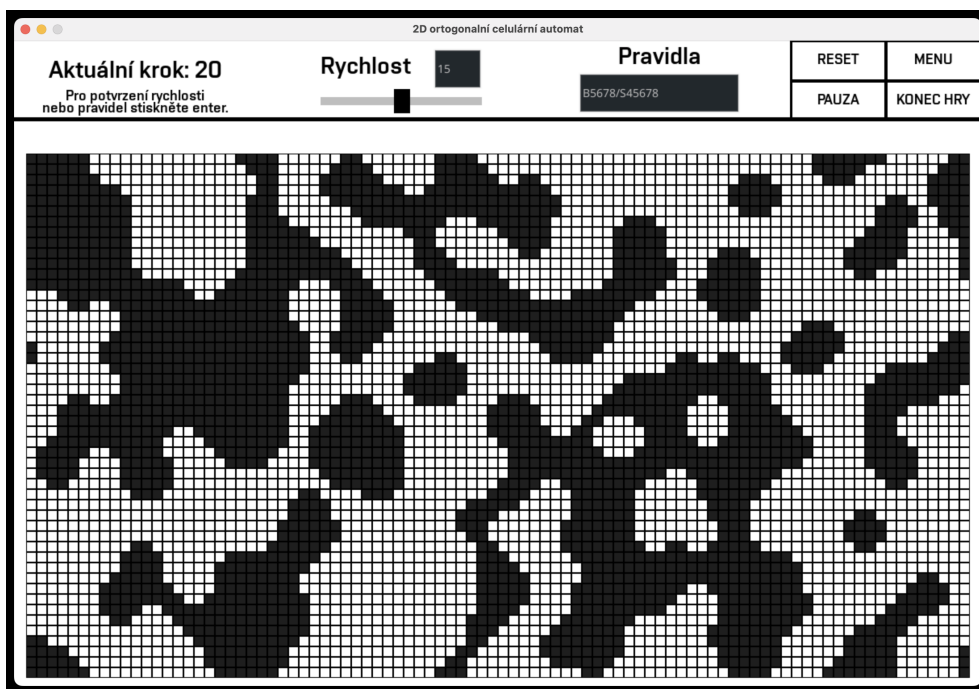 2D ortogonalní celulární automat
Aktuální krok: 20
Pro potvrzení rychlosti
nebo pravidel stiskněte enter.
Rychlost
15
Pravidla
B5678/S45678
RESET
MENU
PAUZA
KONEC HRY